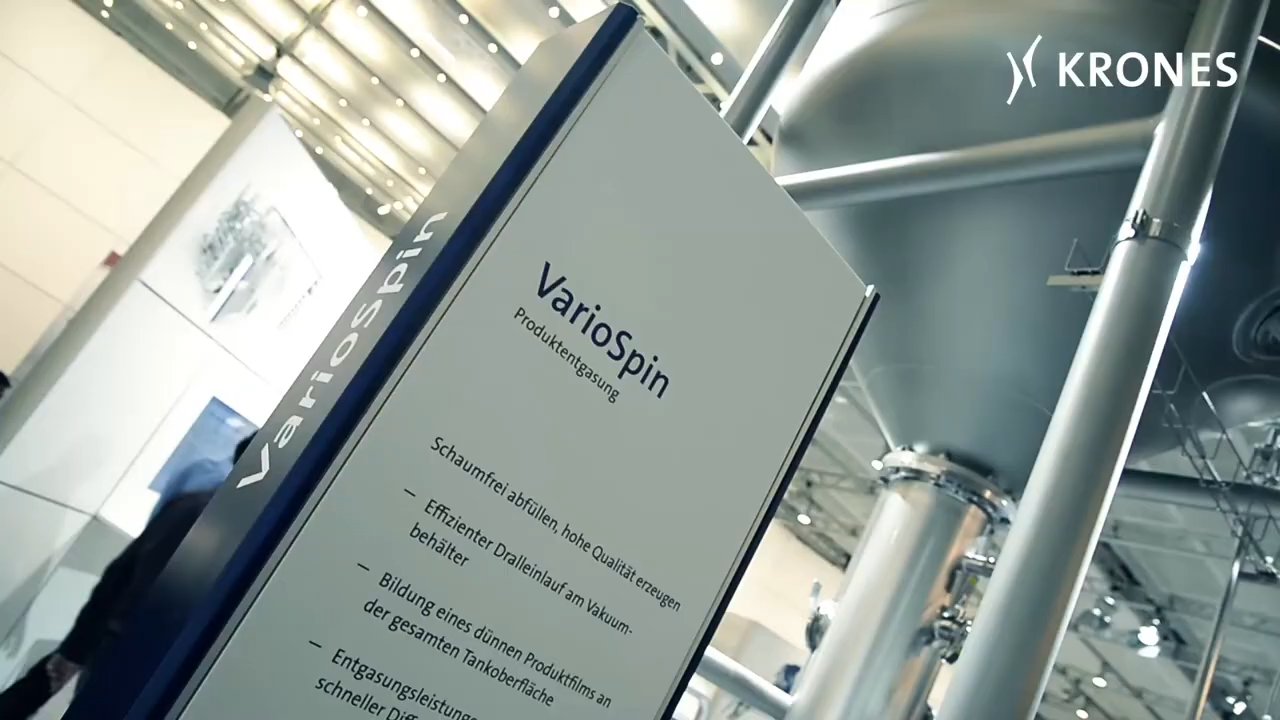 KRONES
VarioSpin
VarioSpin
Produktentgasung
Schaumfrei abfüllen, hohe Qualität erzeugen
– Effizienter Dralleinlauf am Vakuum-
behälter
– Bildung eines dünnen Produktfilms an
der gesamten Tankoberfläche
– Entgasungsleistung
schneller